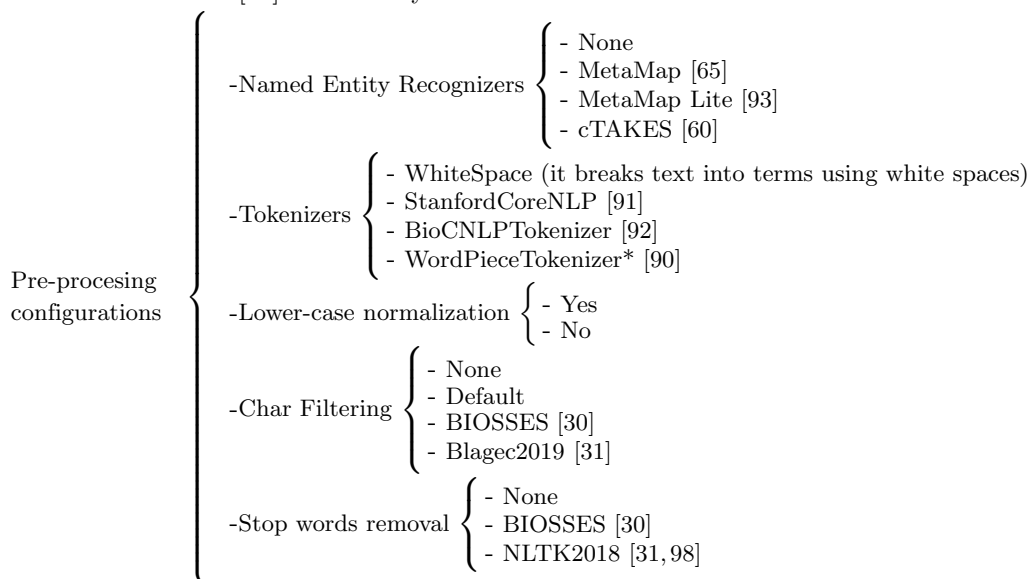 Pre-procesing
configurations
-Named Entity Recognizers
- None
- MetaMap [65]
- MetaMap Lite [93]
- cTAKES [60]
-Tokenizers
- WhiteSpace (it breaks text into terms using white spaces)
- StanfordCoreNLP [91]
- BioCNLPTokenizer [92]
- WordPieceTokenizer* [90]
-Lower-case normalization
- Yes
- No
-Char Filtering
- None
- Default
- BIOSSES [30]
- Blagec2019 [31]
-Stop words removal
- None
- BIOSSES [30]
- NLTK2018 [31, 98]